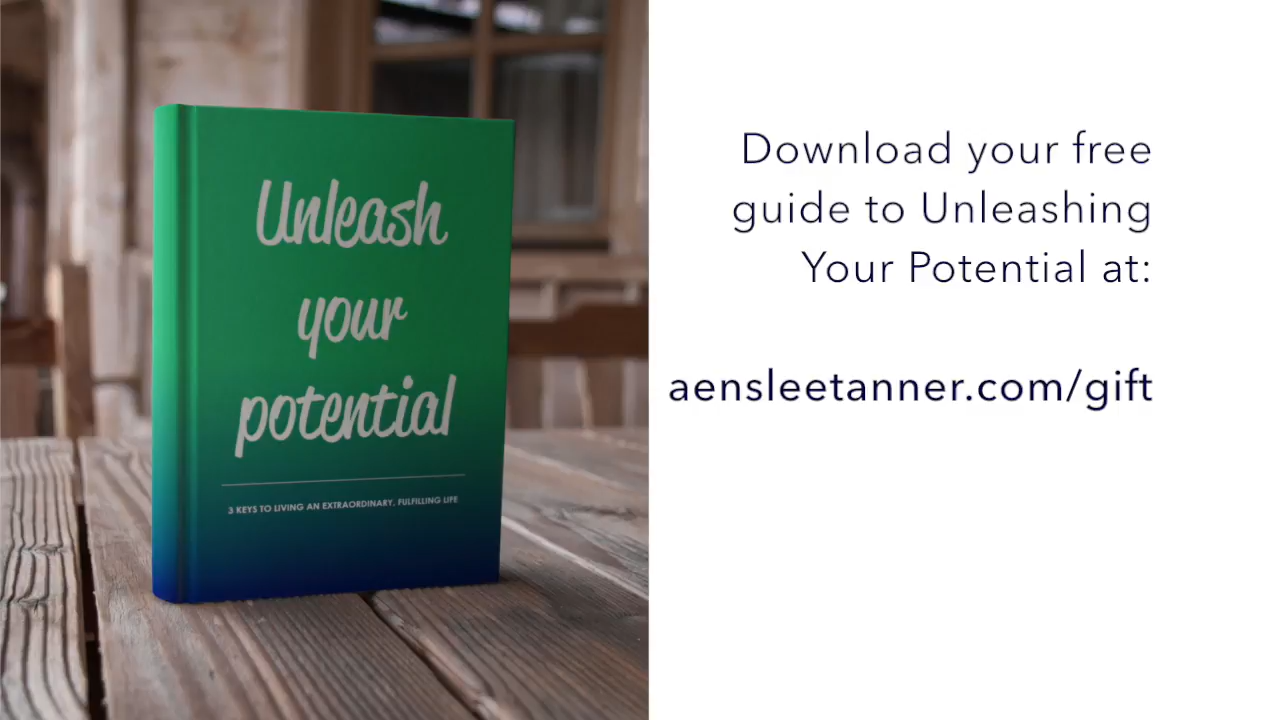 Unleash
your
potential
3 KEYS TO LIVING AN EXTRAORDINARY, FULFILLING LIFE
Download your free
guide to Unleashing
Your Potential at:
aensleetanner.com/gift